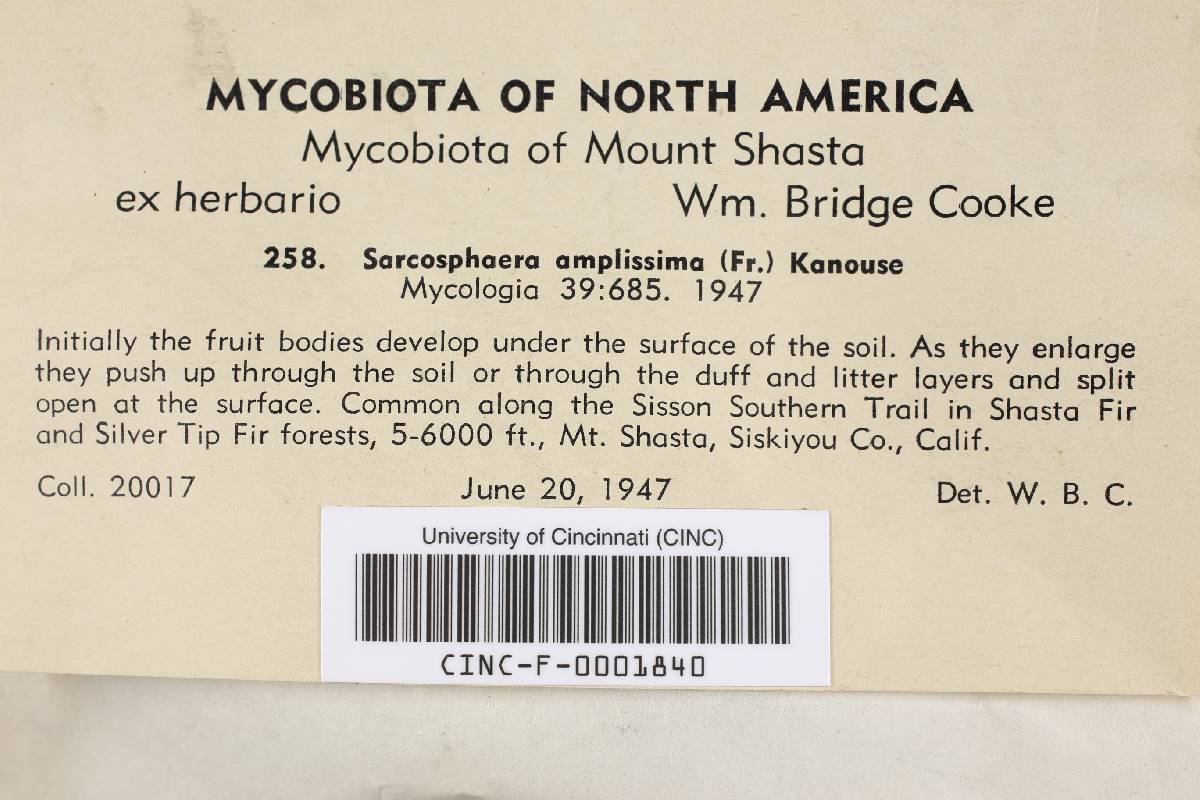 MYCOBIOTA OF NORTH AMERICA
Mycobiota of Mount Shasta
ex herbario Wm. Bridge Cooke
258. Sarcosphaera amplissima (Fr.) Kanouse
Mycologia 39:685. 1947
Initially the fruit bodies develop under the surface of the soil. As they enlarge
they push up through the soil or through the duff and litter layers and split
open at the surface. Common along the Sisson Southern Trail in Shasta Fir
and Silver Tip Fir forests, 5-6000 ft., Mt. Shasta, Siskiyou Co., Calif.
Coll. 20017 June 20, 1947 Det. W. B. C.
University of Cincinnati (CINC)
CINC-F-0001840